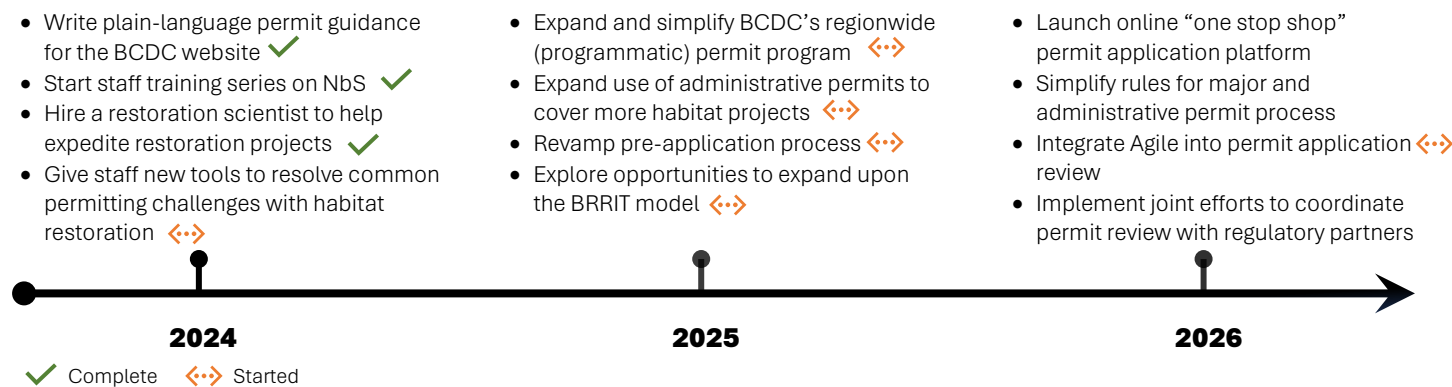 • Write plain-language permit guidance
for the BCDC website
• Start staff training series on NbS
• Hire a restoration scientist to help
expedite restoration projects
• Give staff new tools to resolve common
permitting challenges with habitat
restoration
• Expand and simplify BCDC’s regionwide
(programmatic) permit program
• Expand use of administrative permits to
cover more habitat projects
• Revamp pre-application process
• Explore opportunities to expand upon
the BRRIT model
• Launch online “one stop shop”
permit application platform
• Simplify rules for major and
administrative permit process
• Integrate Agile into permit application
review
• Implement joint efforts to coordinate
permit review with regulatory partners
2024
2025
2026
Complete
Started